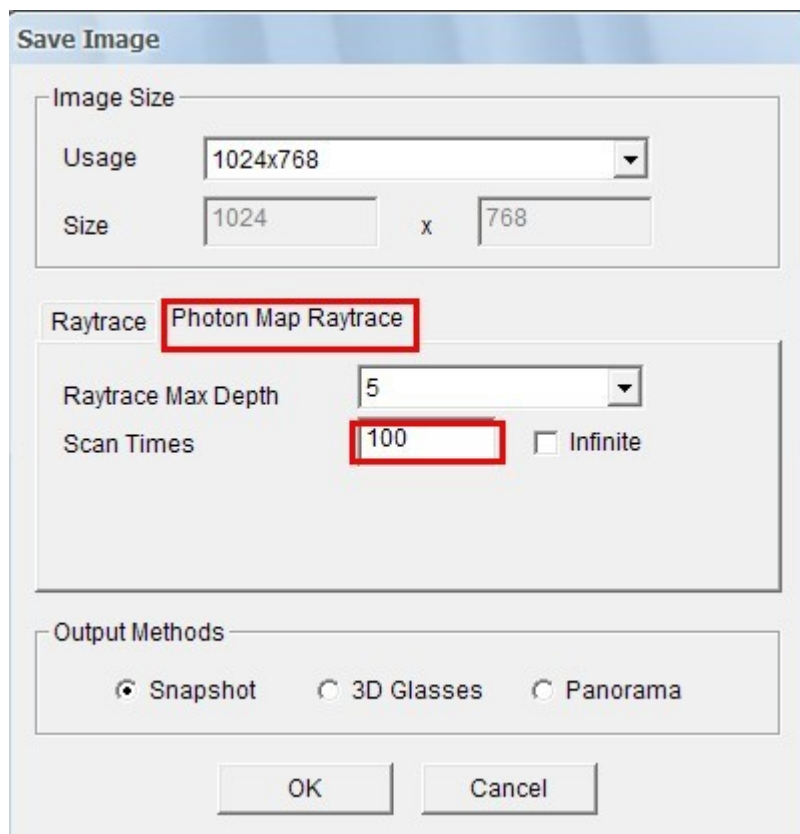 Save Image
Image Size
Usage 1024x768
Size 1024 x 768
Raytrace Photon Map Raytrace
Raytrace Max Depth 5
Scan Times 100 Infinite
Output Methods
Snapshot 3D Glasses Panorama
OK Cancel